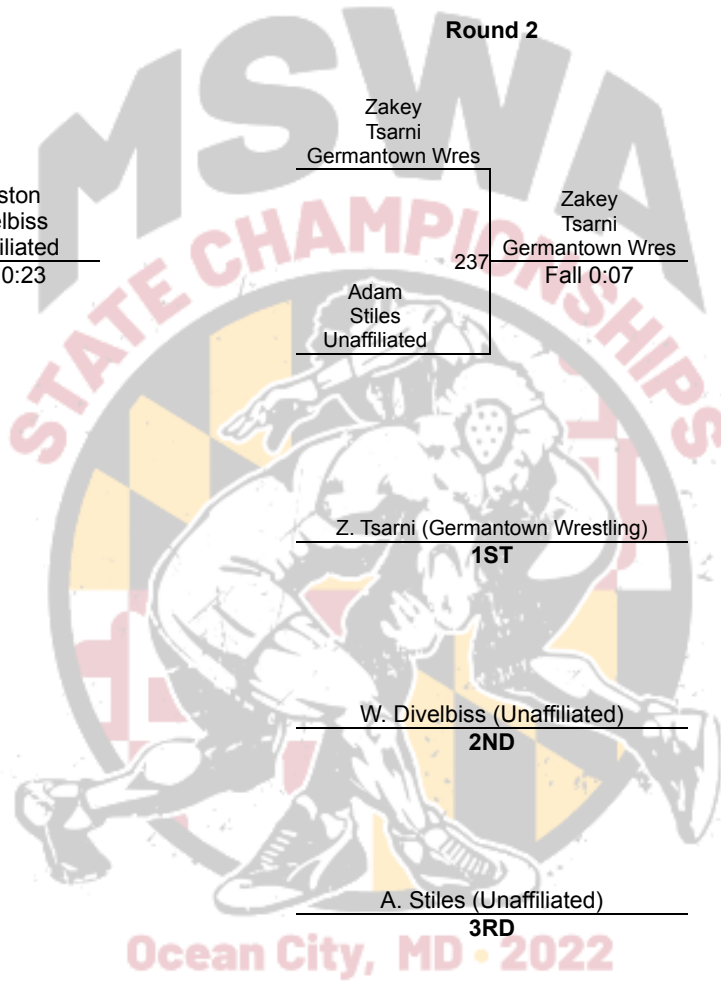 Round 2
Zakey
Tsarni
Germantown Wres
ston
elbiss
iliated
0:23
237
Zakey
Tsarni
Germantown Wres
Fall 0:07
Adam
Stiles
Unaffiliated
MSWA
STATE CHAMPIONSHIPS
Z. Tsarni (Germantown Wrestling)
1ST
W. Divelbiss (Unaffiliated)
2ND
A. Stiles (Unaffiliated)
3RD
Ocean City, MD • 2022